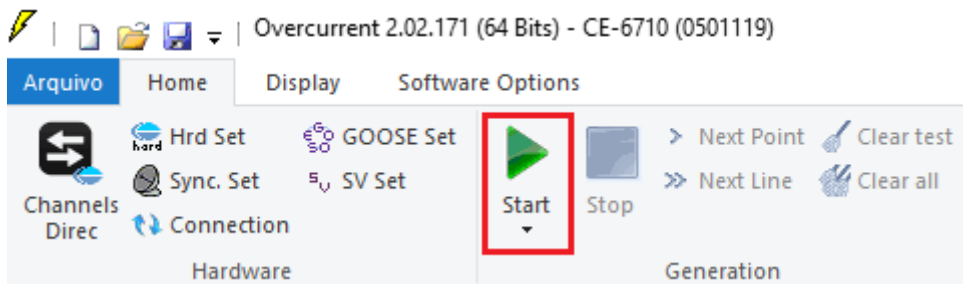 Overcurrent 2.02.171 (64 Bits) - CE-6710 (0501119)
Arquivo Home Display Software Options
Hrd Set GOOSE Set Next Point Clear test
Sync. Set SV Set Next Line Clear all
Channels Direc Connection Start Stop
Hardware Generation